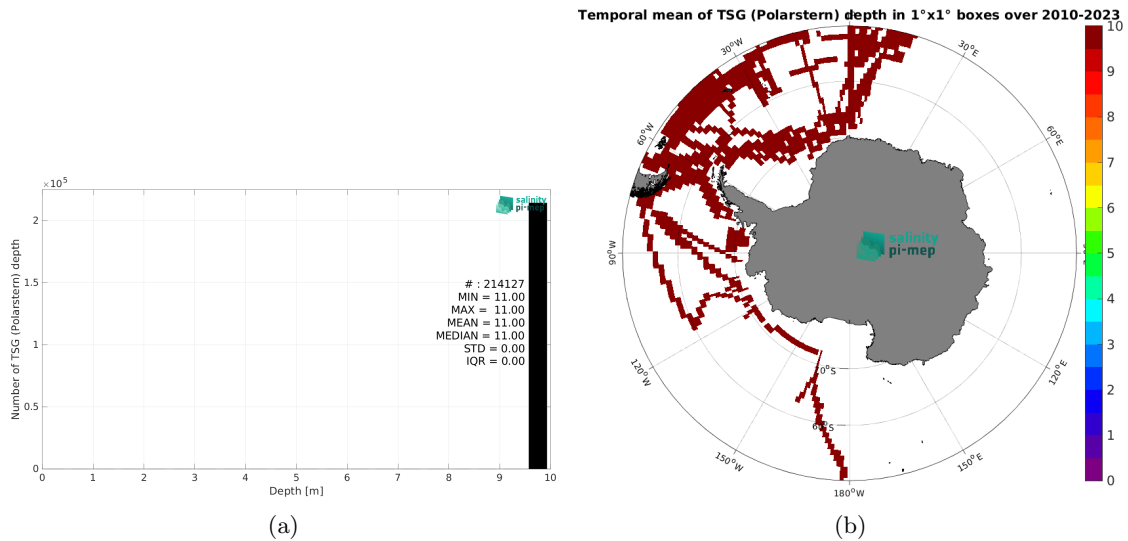 ×10⁵
2
1.5
1
0.5
0
Number of TSG (Polarstern) depth
salinity
pi-mep
# : 214127
MIN = 11.00
MAX = 11.00
MEAN = 11.00
MEDIAN = 11.00
STD = 0.00
IQR = 0.00
0 1 2 3 4 5 6 7 8 9 10
Depth [m]
(a)
Temporal mean of TSG (Polarstern) depth in 1°x1° boxes over 2010-2023
30°W
30°E
60°W
60°E
90°W
salinity
pi-mep
120°W
120°E
70°S
60°S
150°W
150°E
180°W
10
9
8
7
6
5
4
3
2
1
0
(b)